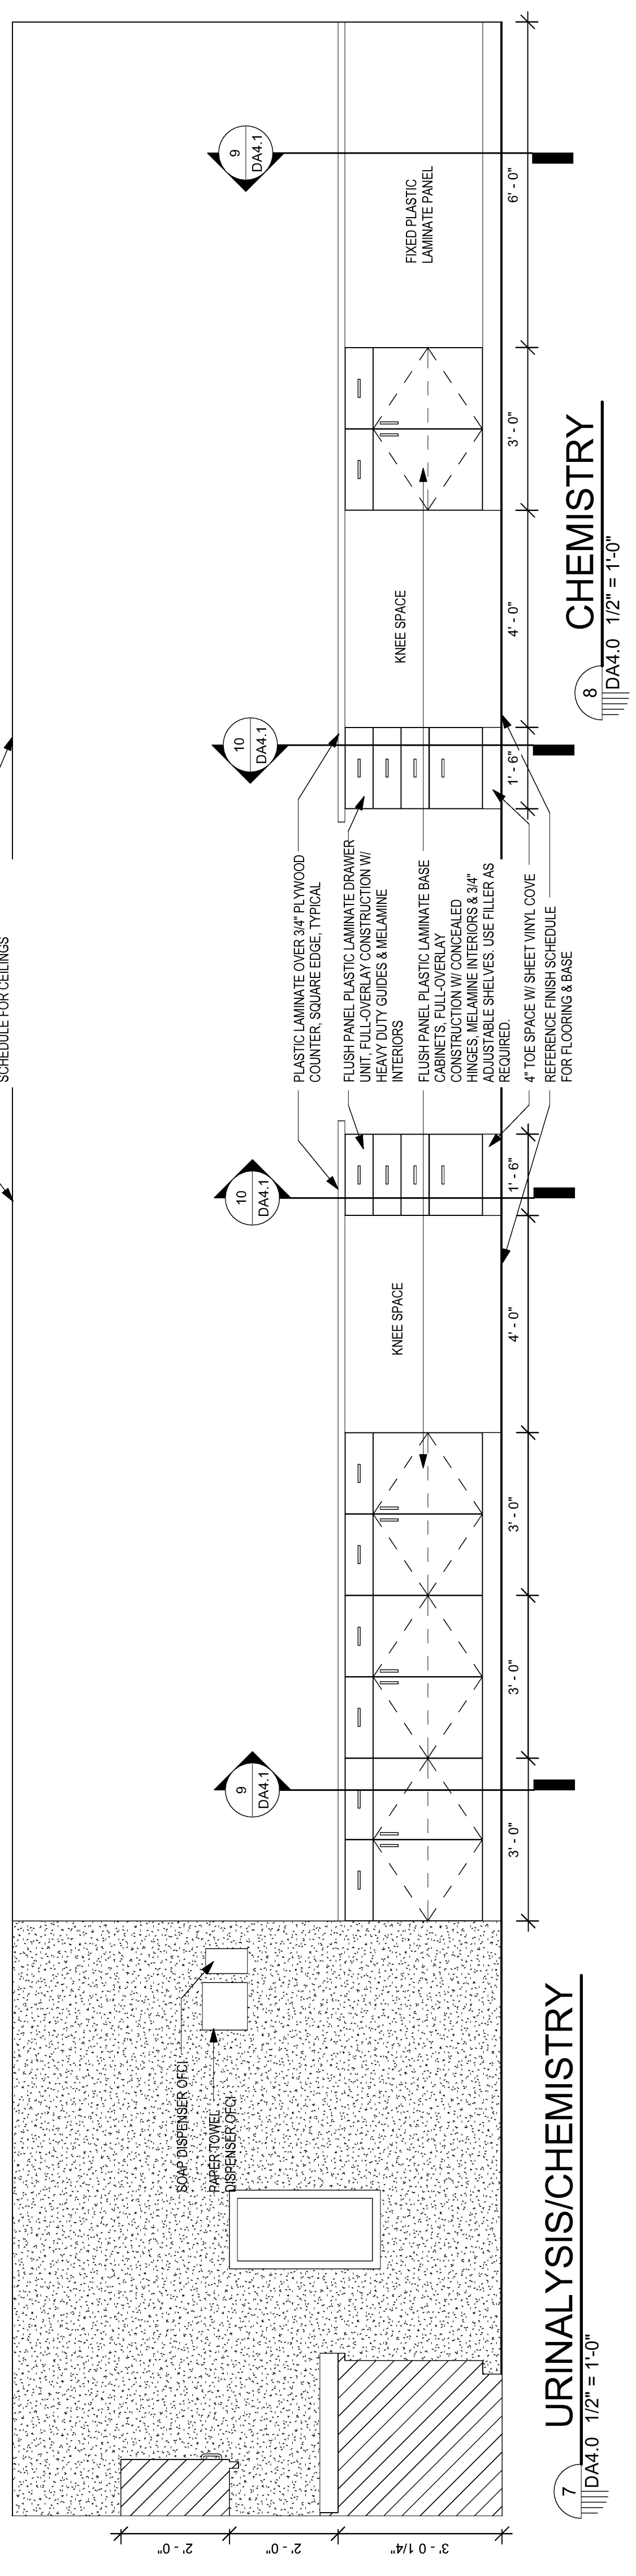 SCHEDULE FOR CEILINGS
2' - 0"
2' - 0"
3' - 0 1/4"
SOAP DISPENSER OFCI
PAPER TOWEL
DISPENSER OFCI
9
DA4.1
10
DA4.1
KNEE SPACE
3' - 0"
3' - 0"
3' - 0"
4' - 0"
1' - 6"
7
URINALYSIS/CHEMISTRY
DA4.0 1/2" = 1'-0"
PLASTIC LAMINATE OVER 3/4" PLYWOOD
COUNTER, SQUARE EDGE, TYPICAL
FLUSH PANEL PLASTIC LAMINATE DRAWER
UNIT, FULL-OVERLAY CONSTRUCTION W/
HEAVY DUTY GUIDES & MELAMINE
INTERIORS
FLUSH PANEL PLASTIC LAMINATE BASE
CABINETS, FULL-OVERLAY
CONSTRUCTION W/ CONCEALED
HINGES, MELAMINE INTERIORS & 3/4"
ADJUSTABLE SHELVES. USE FILLER AS
REQUIRED.
4" TOE SPACE W/ SHEET VINYL COVE
REFERENCE FINISH SCHEDULE
FOR FLOORING & BASE
10
DA4.1
9
DA4.1
KNEE SPACE
FIXED PLASTIC
LAMINATE PANEL
1' - 6"
4' - 0"
3' - 0"
6' - 0"
8
CHEMISTRY
DA4.0 1/2" = 1'-0"